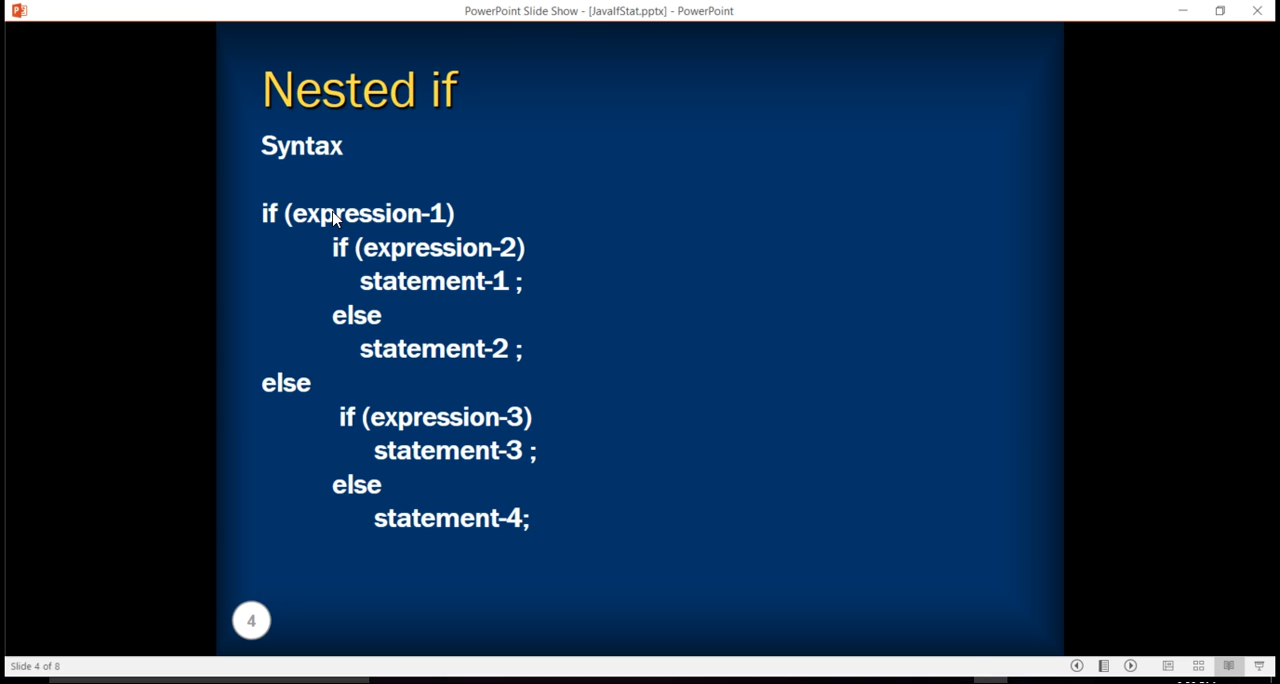 PowerPoint Slide Show - [JavaIfStat.pptx] - PowerPoint
Nested if
Syntax
if (expression-1)
if (expression-2)
statement-1 ;
else
statement-2 ;
else
if (expression-3)
statement-3 ;
else
statement-4;
4
Slide 4 of 8